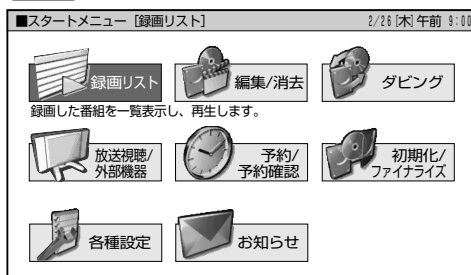 ■スタートメニュー [録画リスト] 2/26[木]午前 9:00
録画リスト 編集/消去 ダビング
録画した番組を一覧表示し、再生します。
放送視聴/ 予約/ 初期化/
外部機器 予約確認 ファイナライズ
各種設定 お知らせ